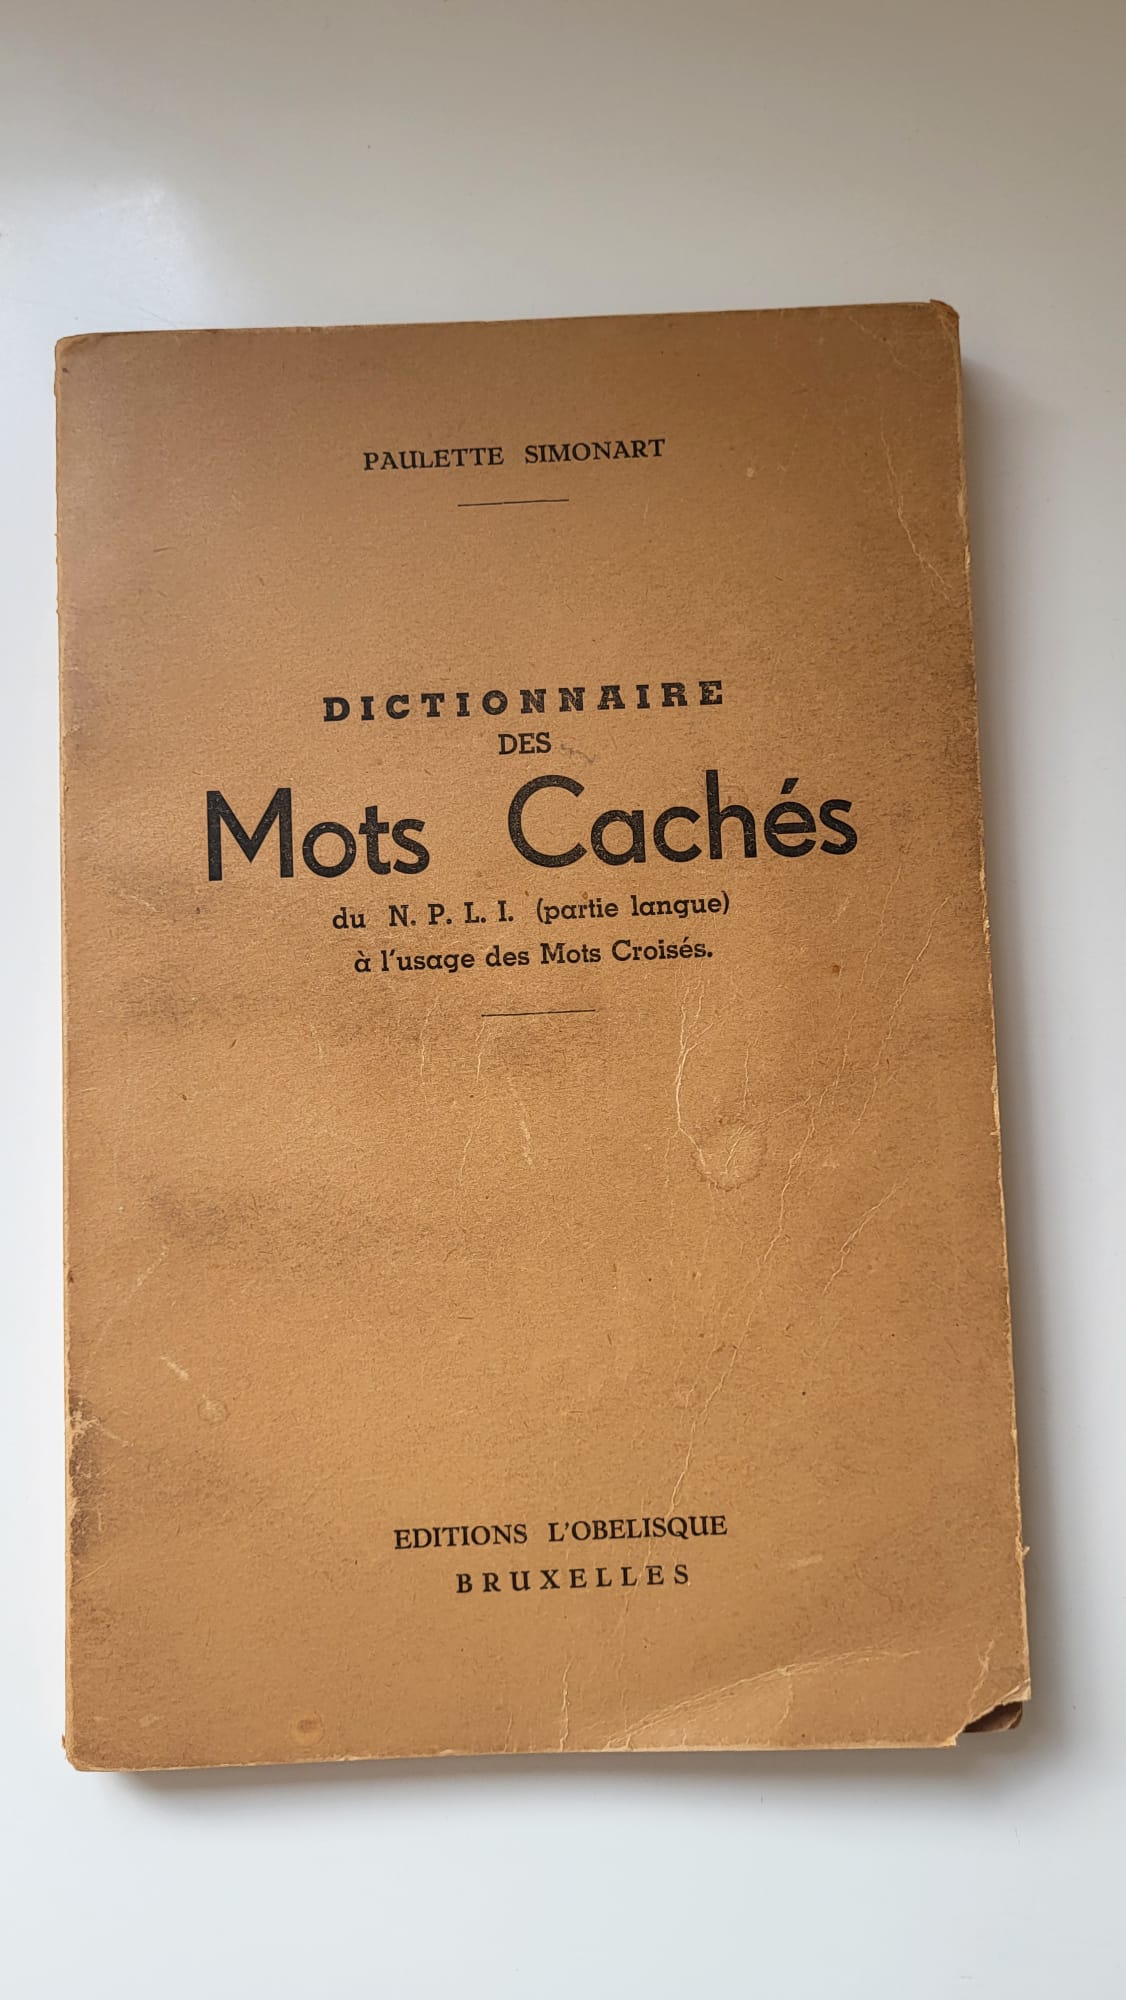 PAULETTE SIMONART
DICTIONNAIRE
DES
Mots Cachés
du N. P. L. I. (partie langue)
à l'usage des Mots Croisés.
EDITIONS L'OBELISQUE
BRUXELLES